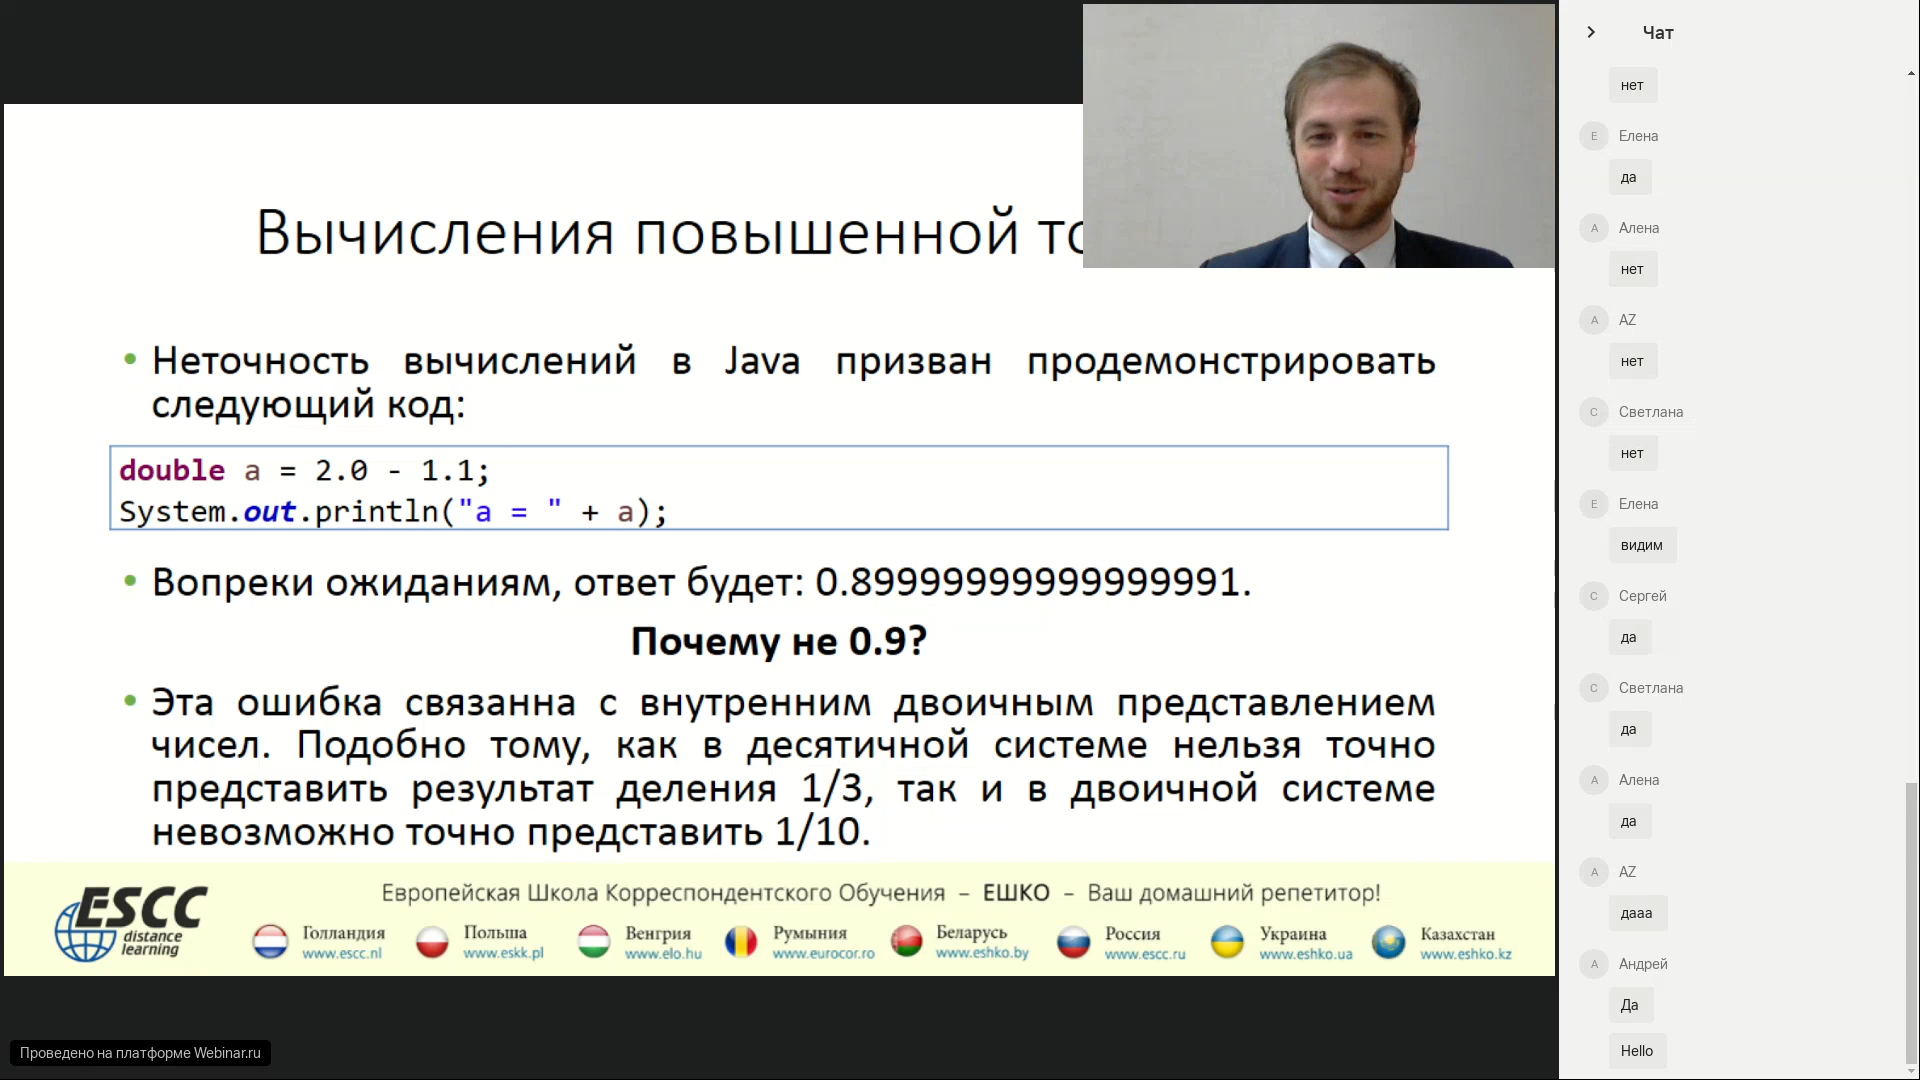 Вычисления повышенной
Неточность вычислений в Java призван продемонстрировать
следующий код:
double a = 2.0 - 1.1;
System.out.println("a = " + a);
Вопреки ожиданиям, ответ будет: 0.89999999999999991.
Почему не 0.9?
Эта ошибка связанна с внутренним двоичным представлением
чисел. Подобно тому, как в десятичной системе нельзя точно
представить результат деления 1/3, так и в двоичной системе
невозможно точно представить 1/10.
ESCC
distance
learning
Европейская Школа Корреспондентского Обучения – ЕШКО – Ваш домашний репетитор!
Голландия
www.escc.nl
Польша
www.eskk.pl
Венгрия
www.elo.hu
Румыния
www.eurocor.ro
Беларусь
www.eshko.by
Россия
www.escc.ru
Украина
www.eshko.ua
Казахстан
www.eshko.kz
Проведено на платформе Webinar.ru
Чат
нет
Е Елена
да
А Алена
нет
A AZ
нет
С Светлана
нет
Е Елена
видим
С Сергей
да
С Светлана
да
А Алена
да
A AZ
дааа
А Андрей
Да
Hello